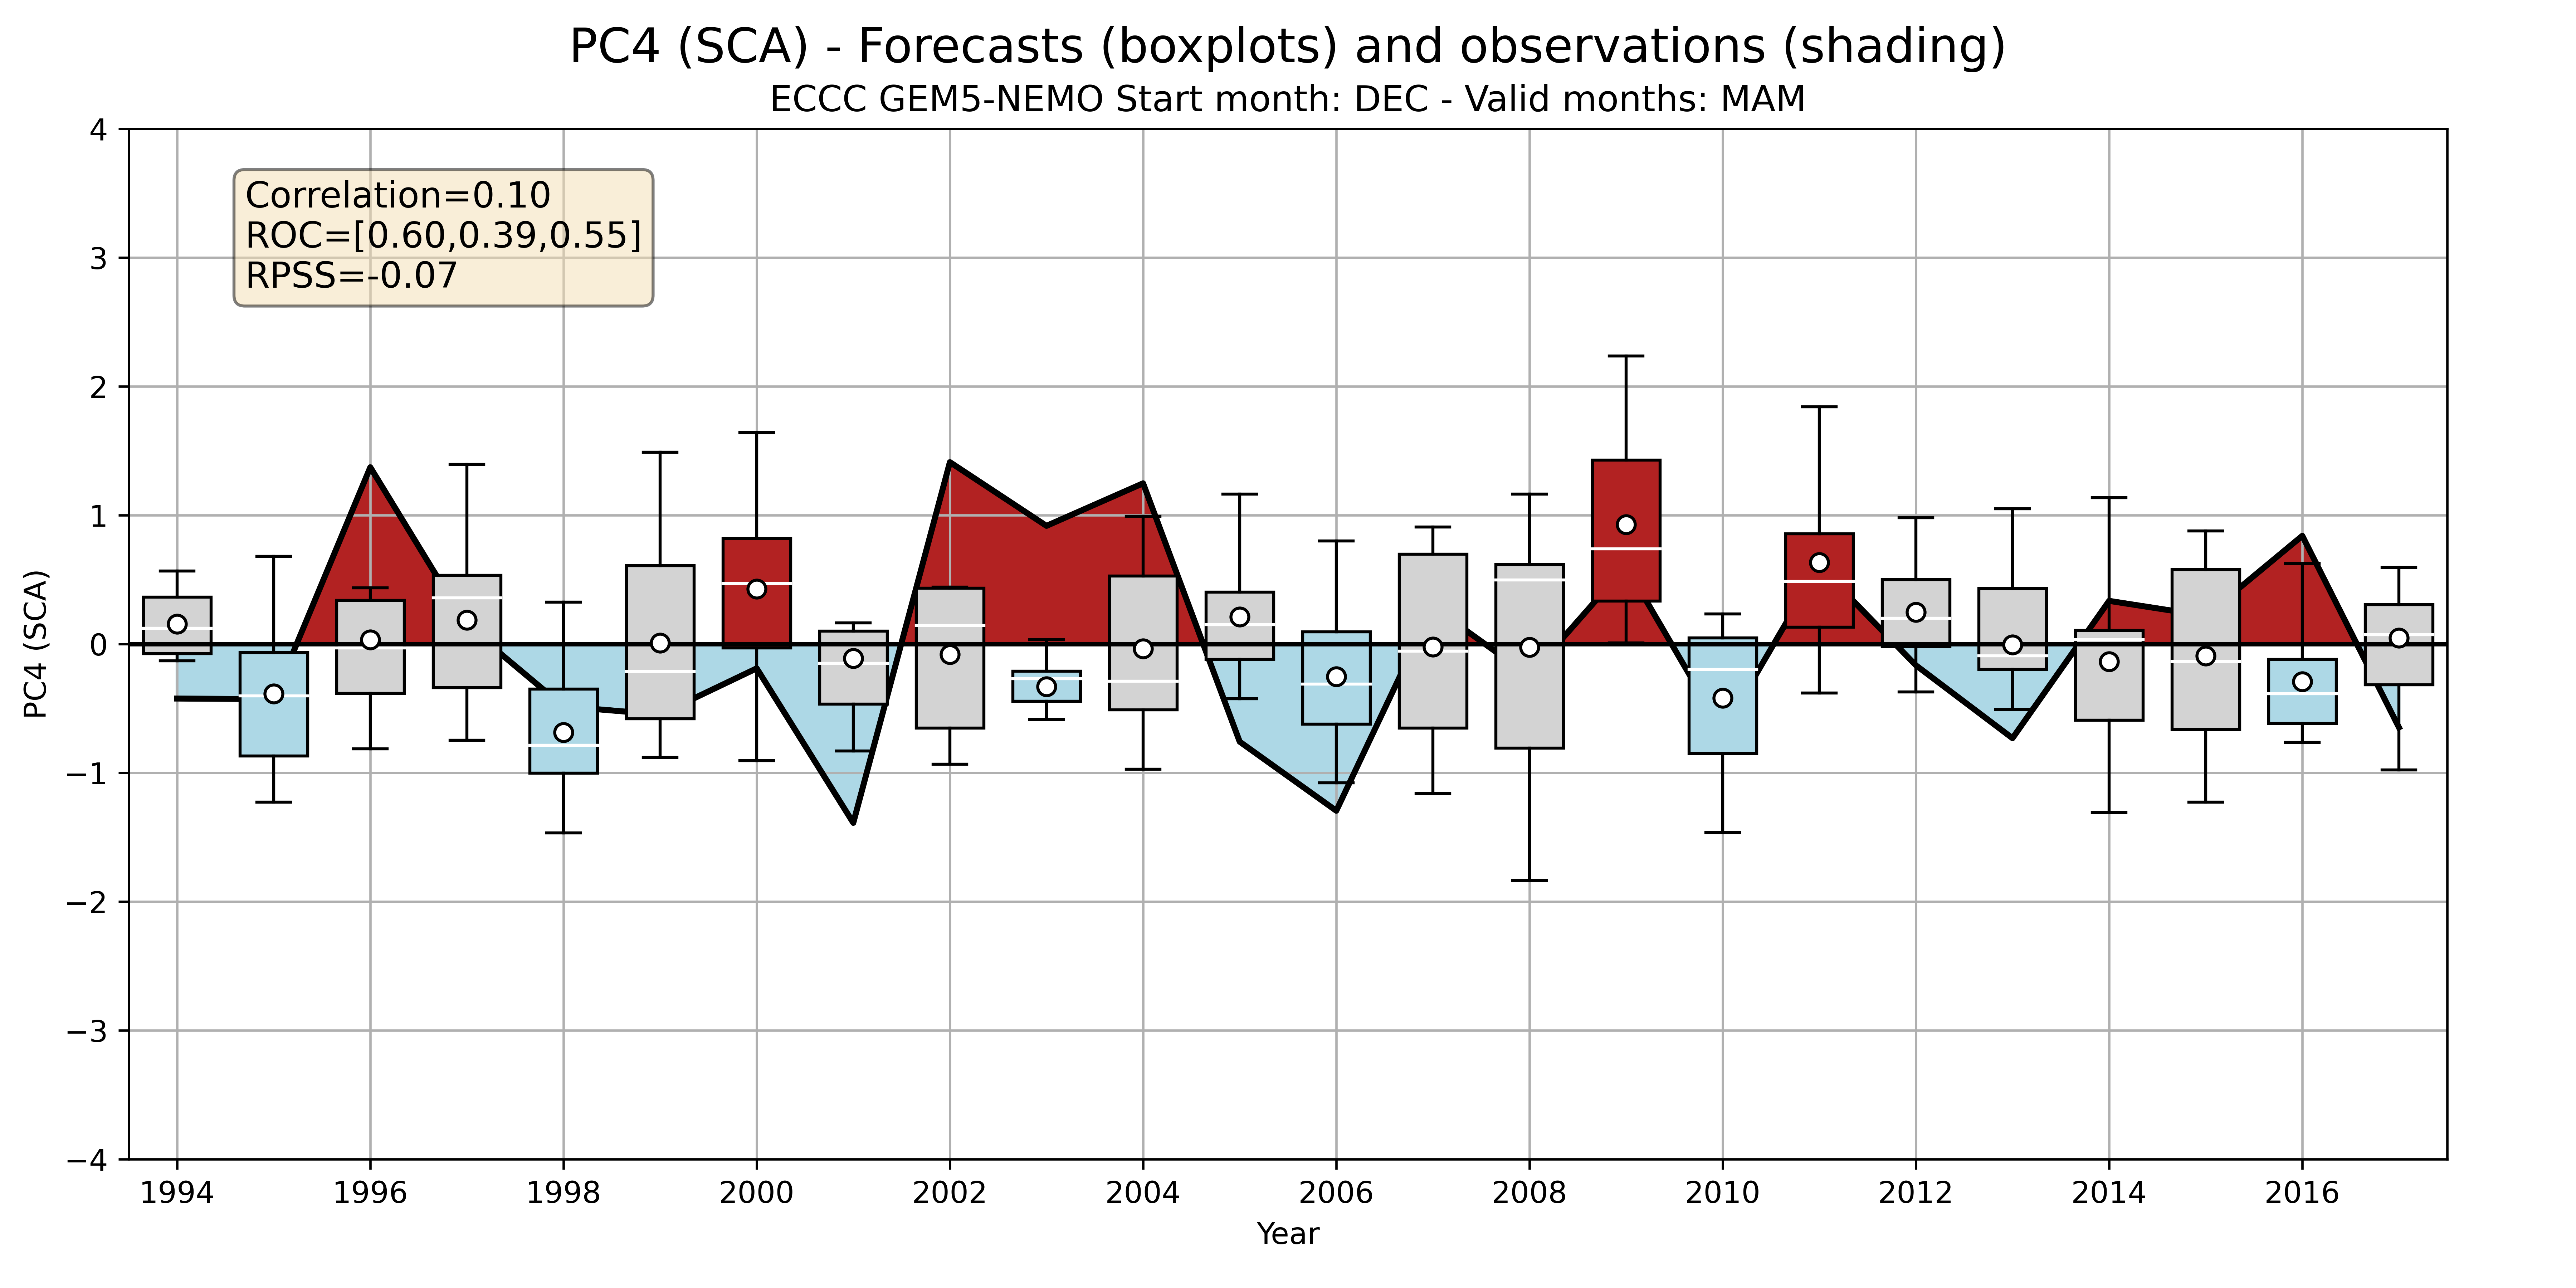 PC4 (SCA) - Forecasts (boxplots) and observations (shading)
ECCC GEM5-NEMO Start month: DEC - Valid months: MAM
Correlation=0.10
ROC=[0.60,0.39,0.55]
RPSS=-0.07
PC4 (SCA)
4
3
2
1
0
−1
−2
−3
−4
1994 1996 1998 2000 2002 2004 2006 2008 2010 2012 2014 2016
Year